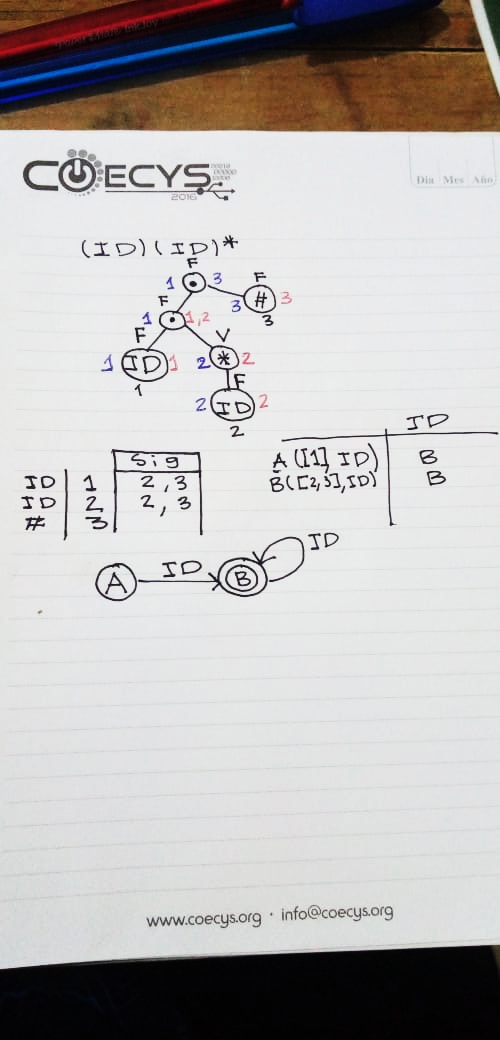 COECYS
2016
Dia Mes Año
(ID)(ID)*
F
1 • 3
F
3 # 3
3
F
1 • 1,2
F
1 ID 1
1
V
2 * 2
F
2 ID 2
2
Sig
ID 1 2,3
ID 2 2,3
# 3
ID
A([1], ID) B
B([2,3],ID) B
A ID B ID
www.coecys.org · info@coecys.org